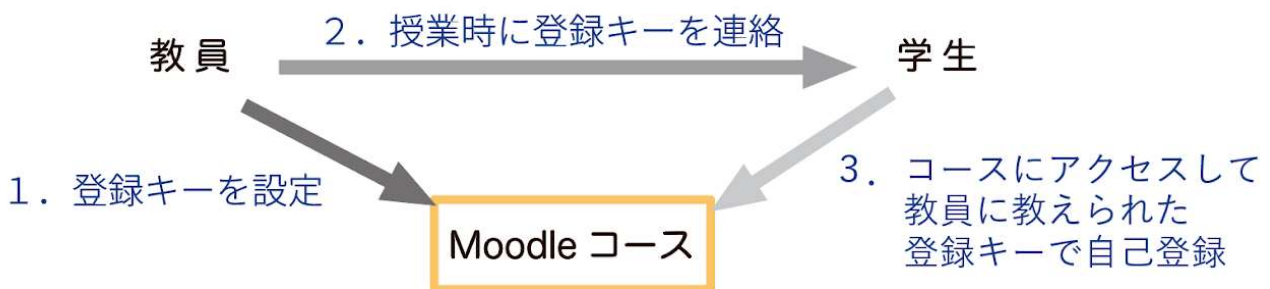 2．授業時に登録キーを連絡
教員
学生
1．登録キーを設定
3．コースにアクセスして
教員に教えられた
登録キーで自己登録
Moodle コース